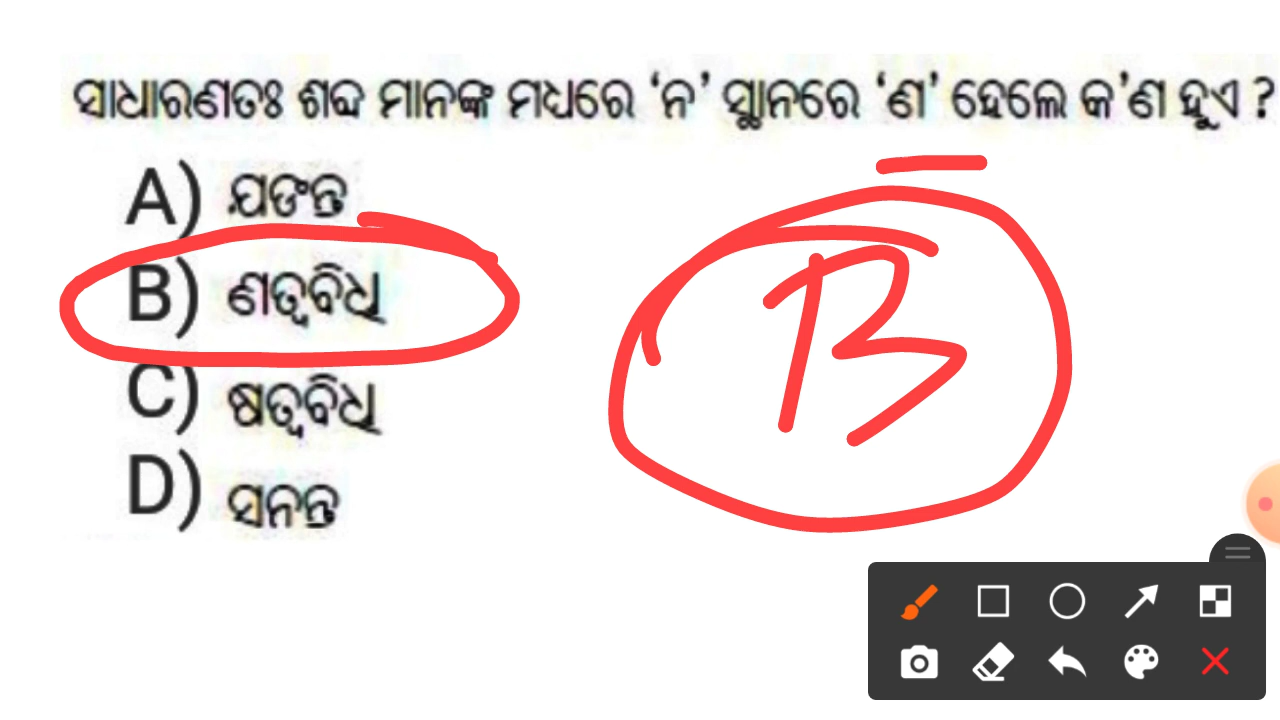 ସାଧାରଣତଃ ଶବ୍ଦ ମାନଙ୍କ ମଧ୍ୟରେ ‘ନ’ ସ୍ଥାନରେ ‘ଣ’ ହେଲେ କ’ଣ ହୁଏ ?
A) ଯଙନ୍ତ
B) ଣତ୍ୱବିଧି
B
C) ଷତ୍ୱବିଧି
D) ସନନ୍ତ